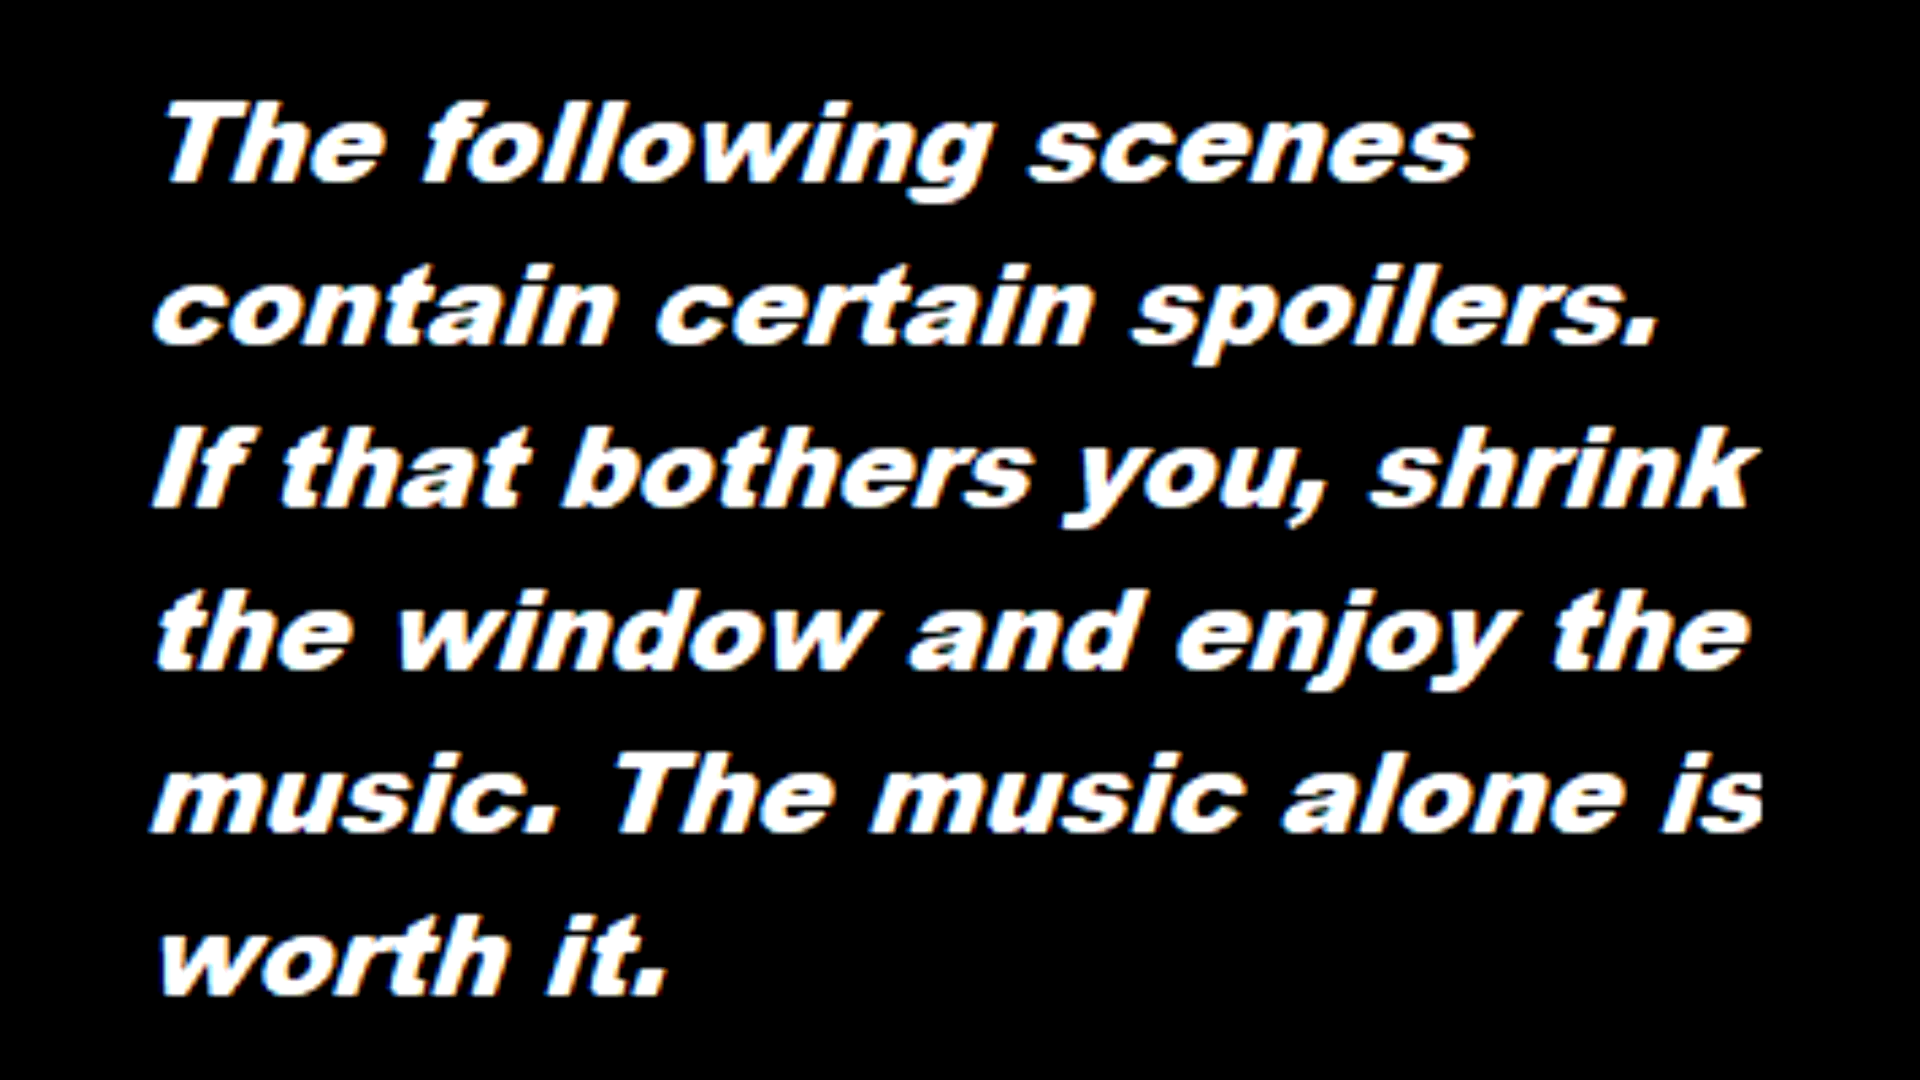 The following scenes
contain certain spoilers.
If that bothers you, shrink
the window and enjoy the
music. The music alone is
worth it.